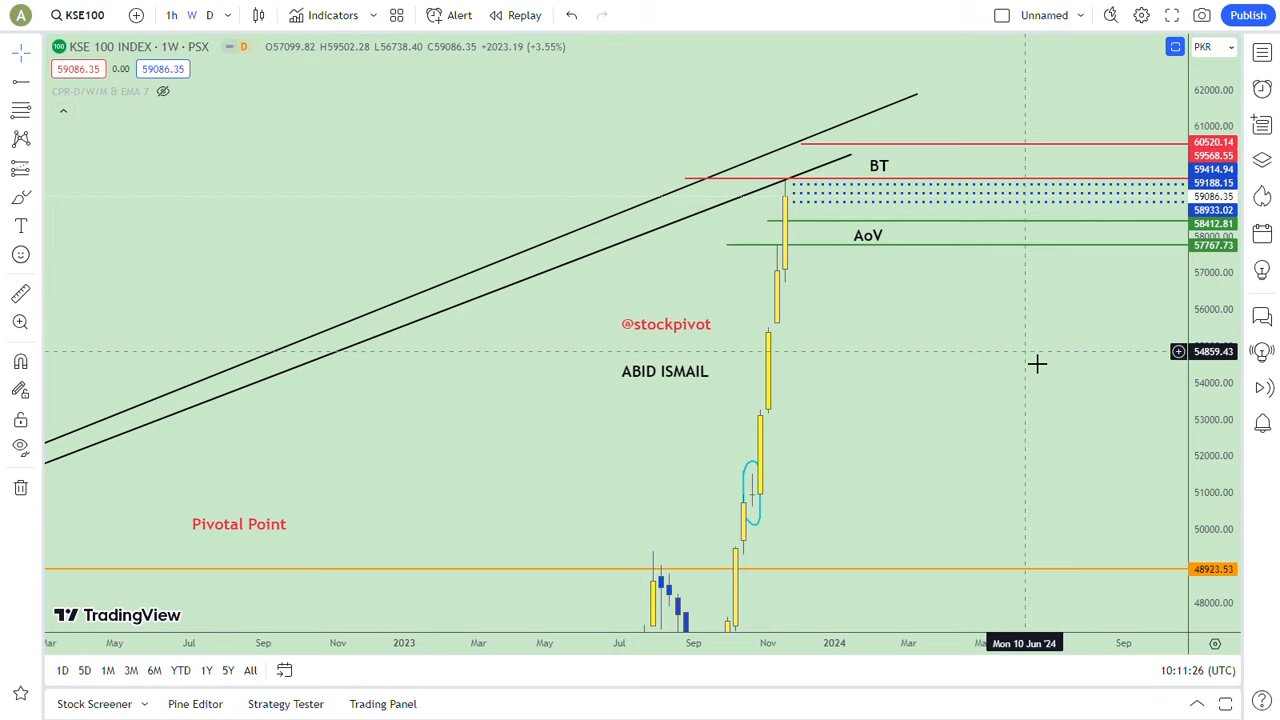 A
KSE100
1h W D
Indicators
Alert
Replay
Unnamed
Publish
100 KSE 100 INDEX · 1W · PSX D O57099.82 H59502.28 L56738.40 C59086.35 +2023.19 (+3.55%)
PKR
59086.35 0.00 59086.35
CPR-D/W/M & EMA 7
62000.00
61000.00
60520.14
59568.55
BT
59414.94
59188.15
59086.35
58933.02
58412.81
AoV
58000.00
57767.73
57000.00
56000.00
@stockpivot
54859.43
ABID ISMAIL
54000.00
53000.00
52000.00
51000.00
Pivotal Point
50000.00
48923.53
48000.00
TradingView
Mar May Jul Sep Nov 2023 Mar May Jul Sep Nov 2024 Mar Mon 10 Jun '24 Sep
1D 5D 1M 3M 6M YTD 1Y 5Y All
10:11:26 (UTC)
Stock Screener Pine Editor Strategy Tester Trading Panel